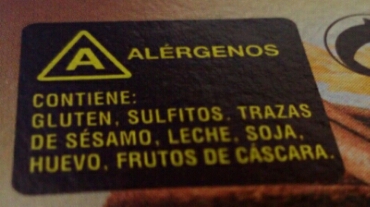 A ALÉRGENOS
CONTIENE:
GLUTEN, SULFITOS. TRAZAS
DE SÉSAMO, LECHE, SOJA,
HUEVO, FRUTOS DE CÁSCARA.